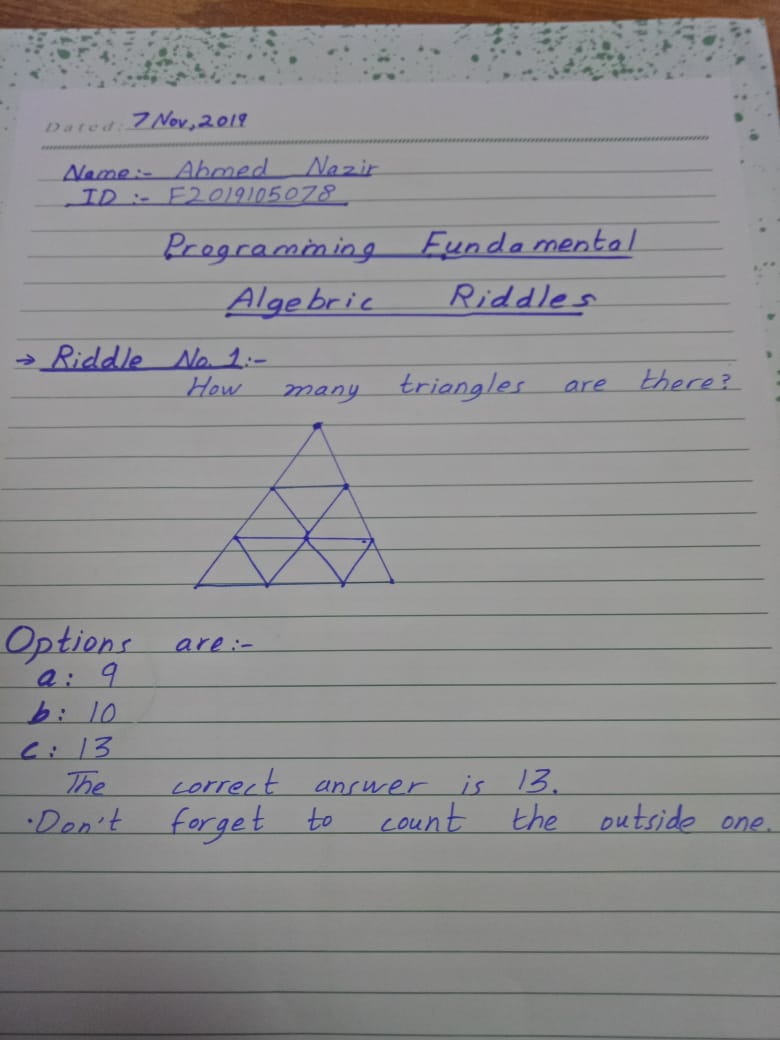 Dated: 7 Nov, 2019
Name:- Ahmed Nazir
ID :- F2019105078
Programming Fundamental
Algebric Riddles
→ Riddle No. 1:-
How many triangles are there?
Options are:-
a: 9
b: 10
c: 13
The correct answer is 13.
·Don't forget to count the outside one.